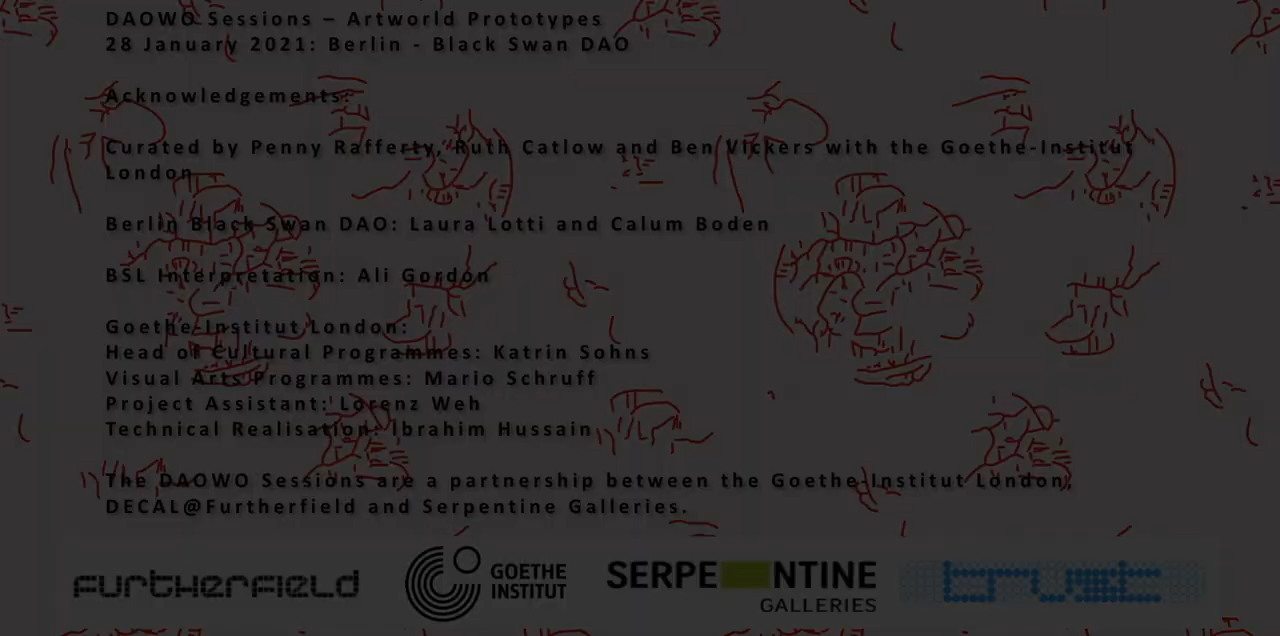 DAOWO Sessions – Artworld Prototypes
28 January 2021: Berlin - Black Swan DAO
Acknowledgements:
Curated by Penny Rafferty, Ruth Catlow and Ben Vickers with the Goethe-Institut
London
Berlin Black Swan DAO: Laura Lotti and Calum Boden
BSL Interpretation: Ali Gordon
Goethe-Institut London:
Head of Cultural Programmes: Katrin Sohns
Visual Arts Programmes: Mario Schruff
Project Assistant: Lorenz Weh
Technical Realisation: Ibrahim Hussain
The DAOWO Sessions are a partnership between the Goethe-Institut London,
DECAL@Furtherfield and Serpentine Galleries.
FURTHERFIELD
GOETHE
INSTITUT
SERPENTINE
GALLERIES
trust